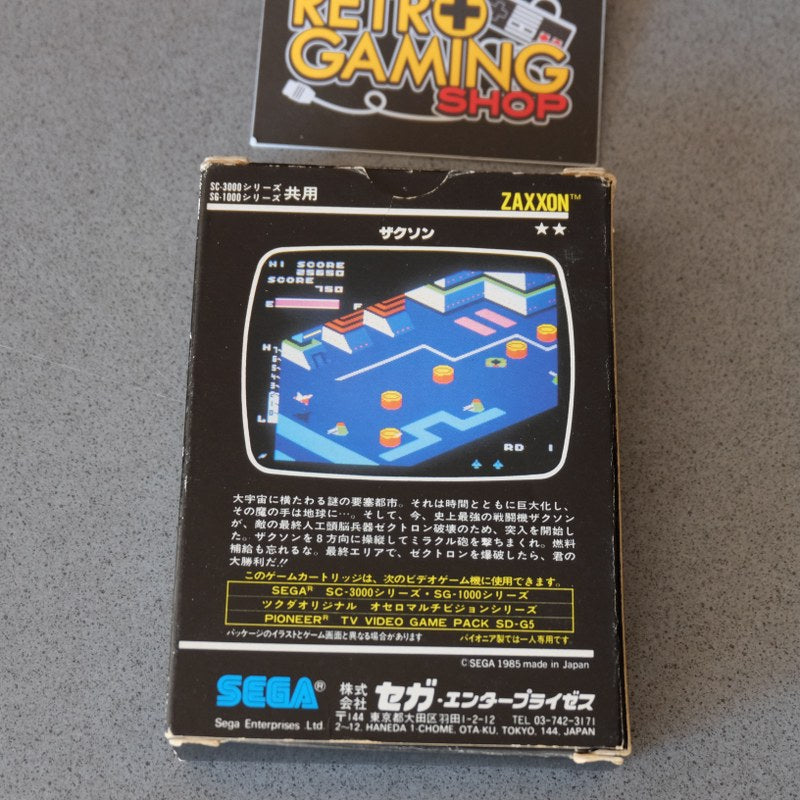 RETRO
GAMING
SHOP
SC-3000シリーズ
SG-1000シリーズ 共用
ZAXXON™
★★
ザクソン
HI SCORE
25650
SCORE
750
E F
H
L
RD 1
大宇宙に横たわる謎の要塞都市。それは時間とともに巨大化し、
その魔の手は地球に…。そして、今、史上最強の戦闘機ザクソン
が、敵の最終人工頭脳兵器ゼクトロン破壊のため、突入を開始し
た。ザクソンを8方向に操縦してミラクル砲を撃ちまくれ。燃料
補給も忘れるな。最終エリアで、ゼクトロンを爆破したら、君の
大勝利だ!!
このゲームカートリッジは、次のビデオゲーム機に使用できます。
SEGA® SC-3000シリーズ・SG-1000シリーズ
ツクダオリジナル オセロマルチビジョンシリーズ
PIONEER® TV VIDEO GAME PACK SD-G5
パッケージのイラストとゲーム画面と異なる場合があります パイオニア製では一人専用です.
© SEGA 1985 made in Japan
SEGA®
Sega Enterprises .Ltd.
株式会社 セガ・エンタープライゼス
〒144 東京都大田区羽田1-2-12 TEL 03-742-3171
2~12, HANEDA 1-CHOME, OTA-KU, TOKYO, 144, JAPAN